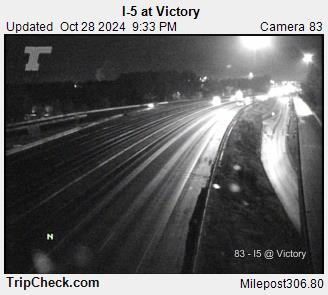 I-5 at Victory
Updated Oct 28 2024 9:33 PM Camera 83
T
N
83 - I5 @ Victory
TripCheck.com Milepost306.80